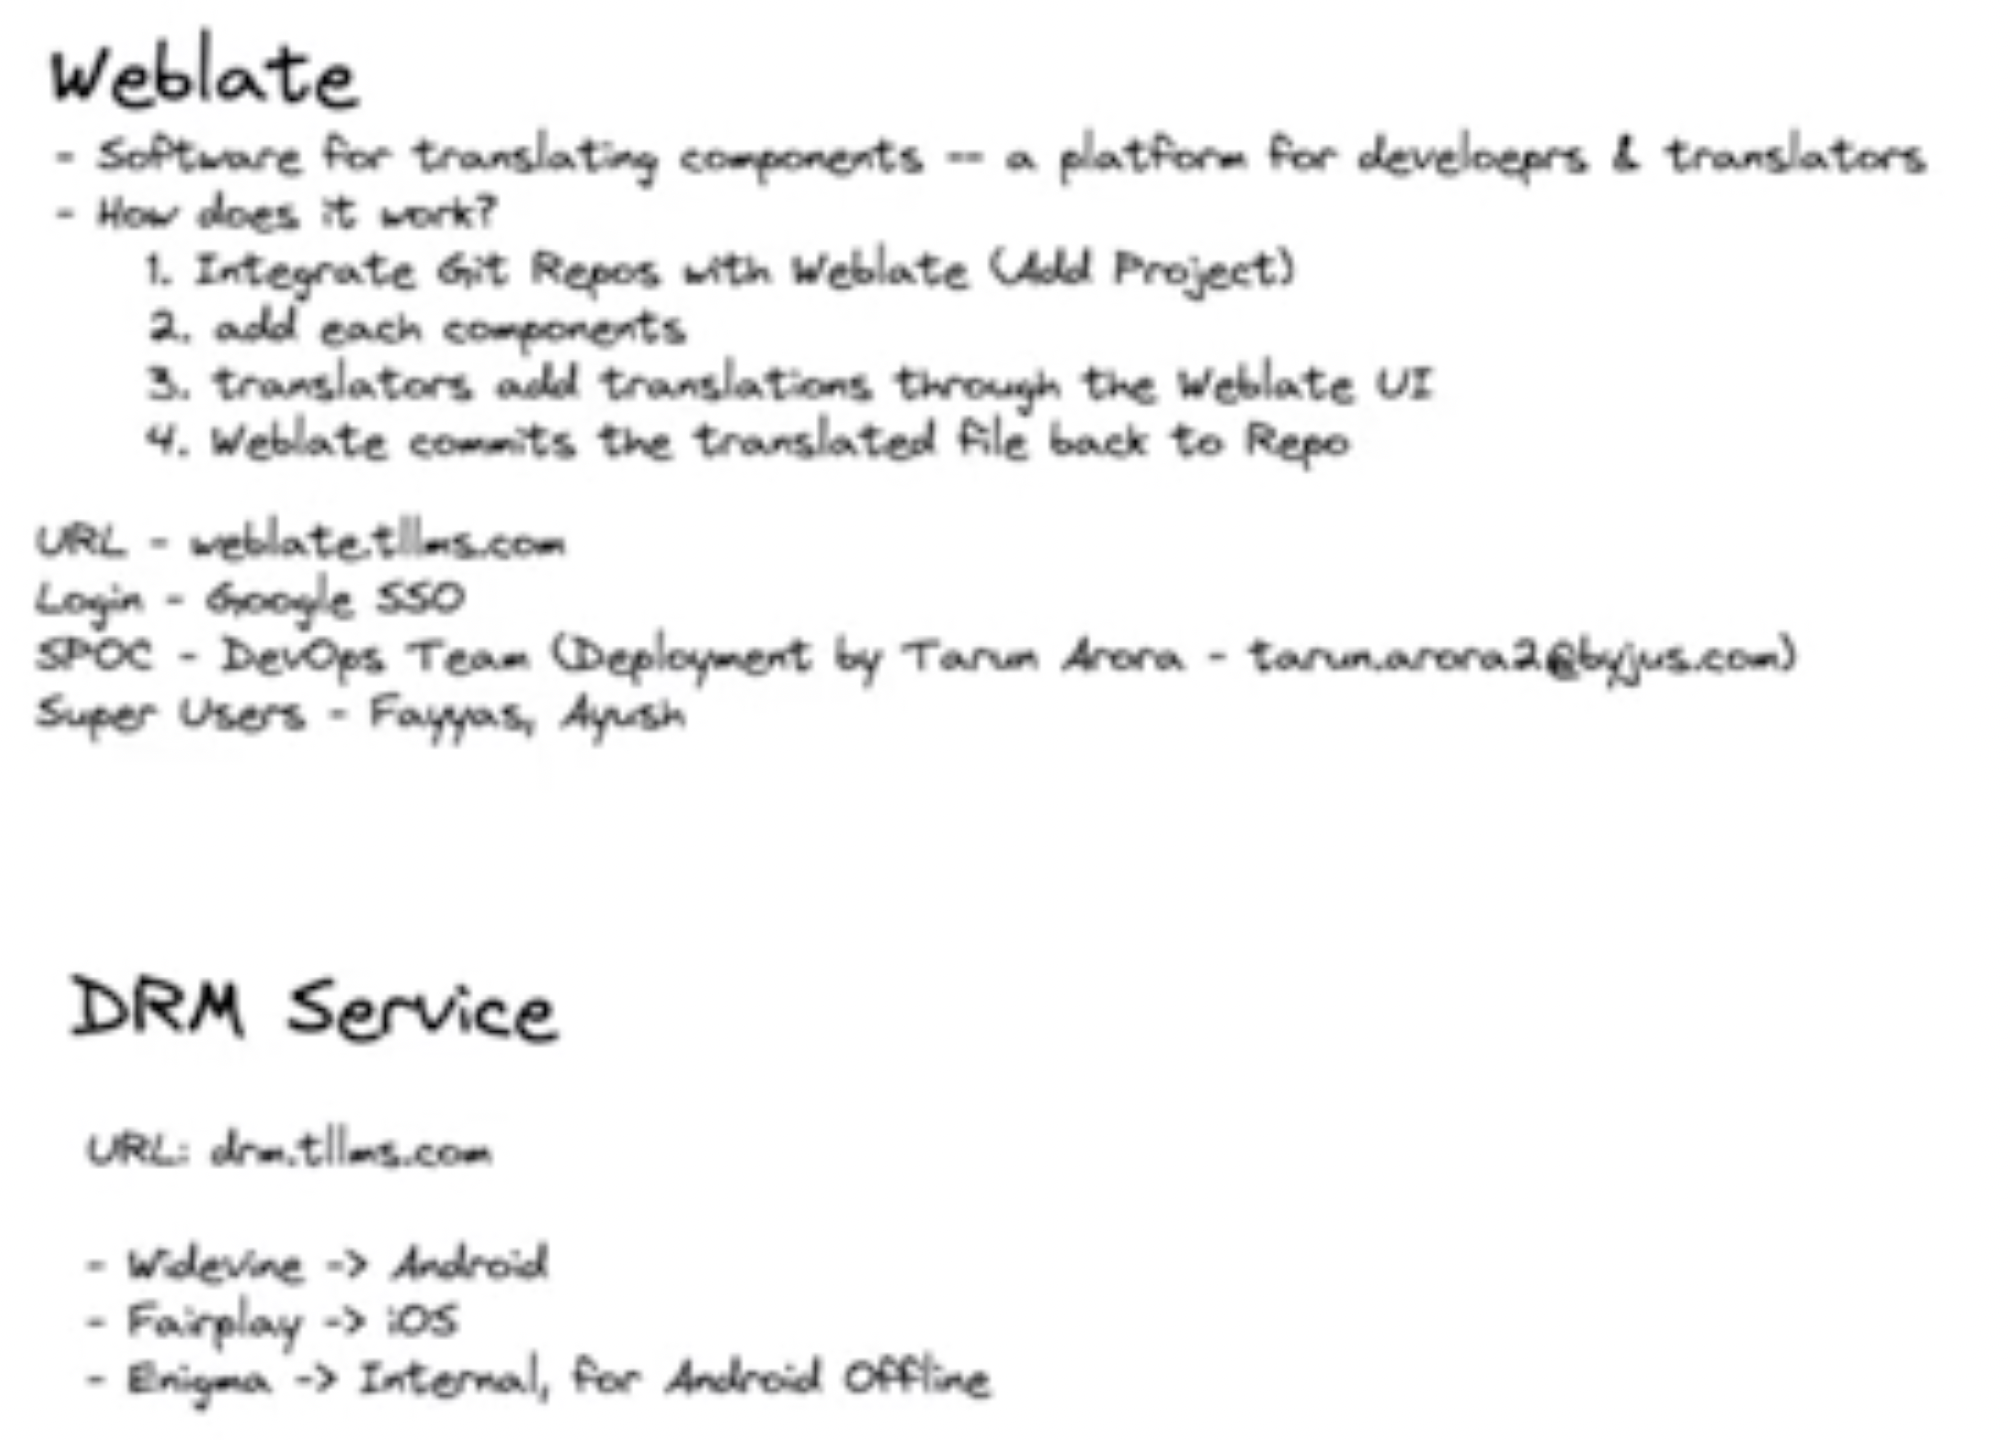 Weblate
- Software for translating components -- a platform for develoeprs & translators
- How does it work?
1. Integrate Git Repos with Weblate (Add Project)
2. add each components
3. translators add translations through the Weblate UI
4. Weblate commits the translated file back to Repo
URL - weblate.tllms.com
Login - Google SSO
SPOC - DevOps Team (Deployment by Tarun Arora - tarun.arora2@byjus.com)
Super Users - Fayyas, Ayush
DRM Service
URL: drm.tllms.com
- Widevine -> Android
- Fairplay -> iOS
- Enigma -> Internal, for Android Offline